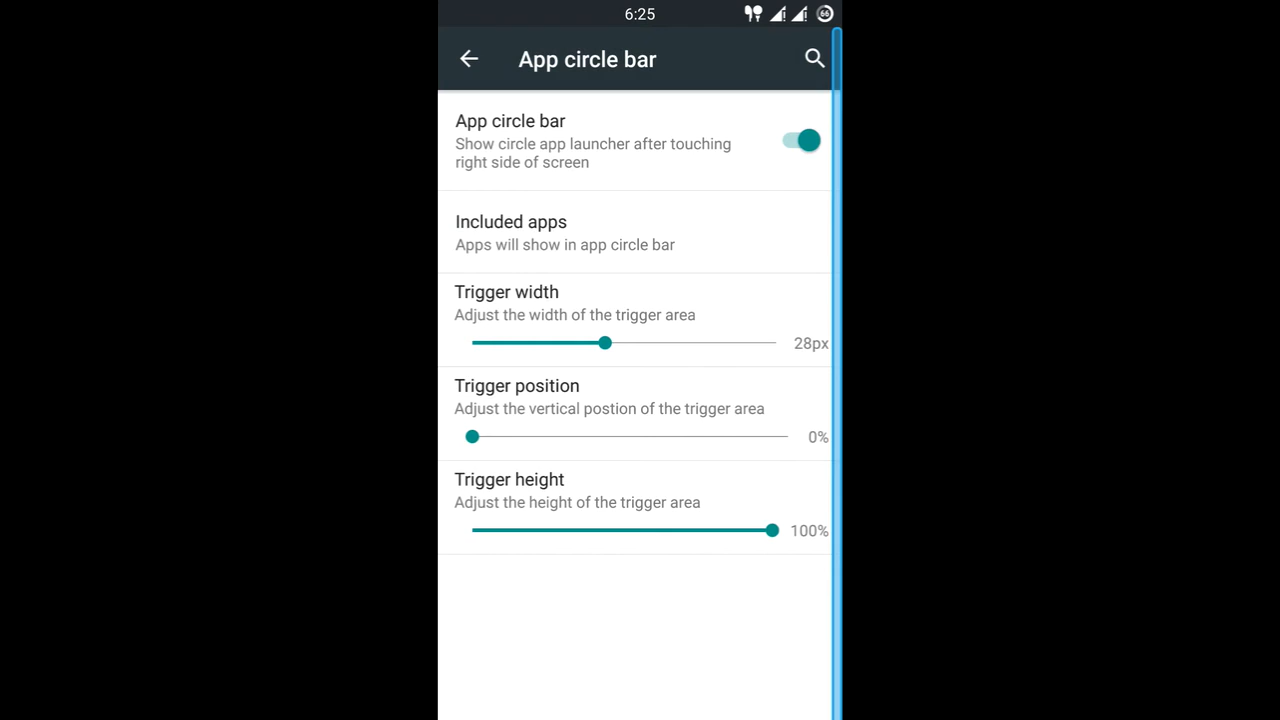 6:25
66
App circle bar
App circle bar
Show circle app launcher after touching
right side of screen
Included apps
Apps will show in app circle bar
Trigger width
Adjust the width of the trigger area
28px
Trigger position
Adjust the vertical postion of the trigger area
0%
Trigger height
Adjust the height of the trigger area
100%